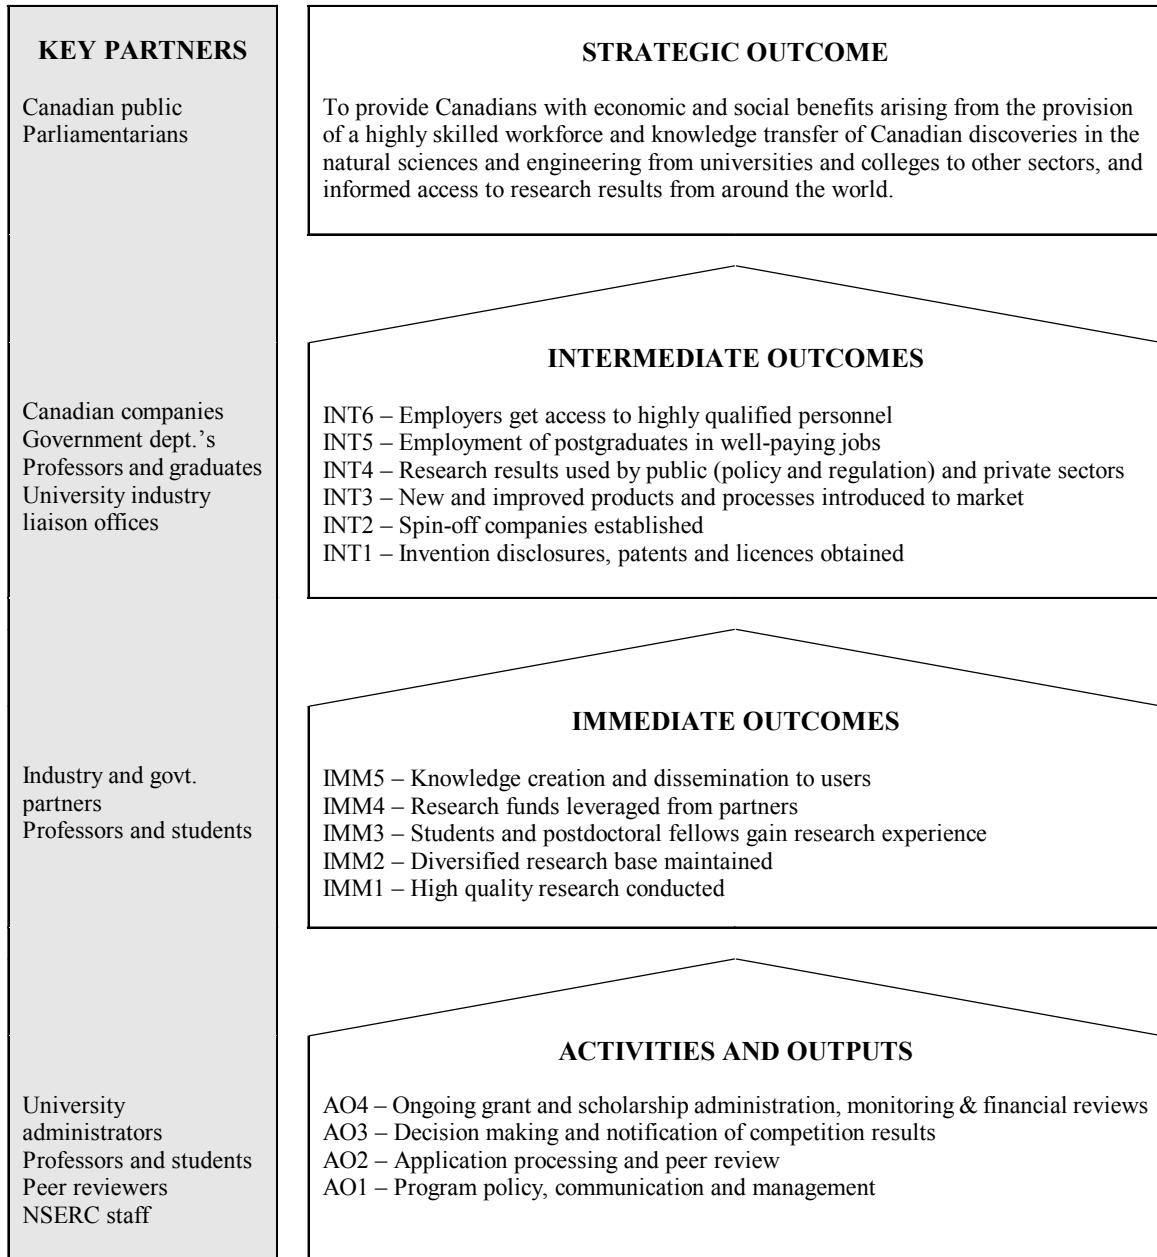 KEY PARTNERS
STRATEGIC OUTCOME
Canadian public
Parliamentarians
To provide Canadians with economic and social benefits arising from the provision
of a highly skilled workforce and knowledge transfer of Canadian discoveries in the
natural sciences and engineering from universities and colleges to other sectors, and
informed access to research results from around the world.
INTERMEDIATE OUTCOMES
Canadian companies
Government dept.'s
Professors and graduates
University industry
liaison offices
INT6 – Employers get access to highly qualified personnel
INT5 – Employment of postgraduates in well-paying jobs
INT4 – Research results used by public (policy and regulation) and private sectors
INT3 – New and improved products and processes introduced to market
INT2 – Spin-off companies established
INT1 – Invention disclosures, patents and licences obtained
IMMEDIATE OUTCOMES
Industry and govt.
partners
Professors and students
IMM5 – Knowledge creation and dissemination to users
IMM4 – Research funds leveraged from partners
IMM3 – Students and postdoctoral fellows gain research experience
IMM2 – Diversified research base maintained
IMM1 – High quality research conducted
ACTIVITIES AND OUTPUTS
University
administrators
Professors and students
Peer reviewers
NSERC staff
AO4 – Ongoing grant and scholarship administration, monitoring & financial reviews
AO3 – Decision making and notification of competition results
AO2 – Application processing and peer review
AO1 – Program policy, communication and management